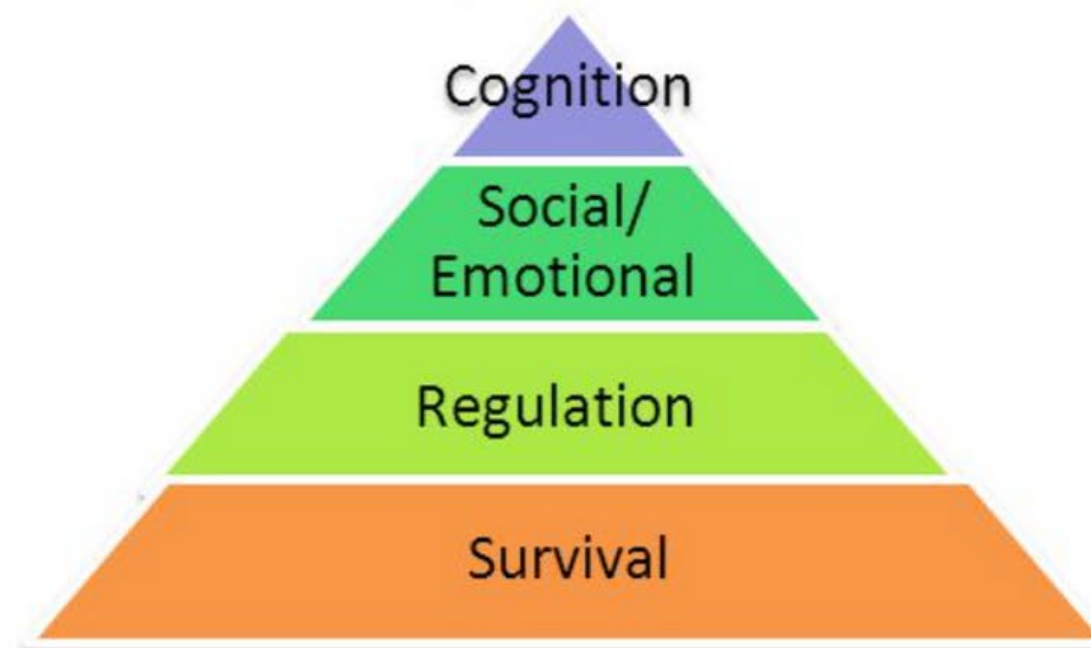 Cognition
Social/
Emotional
Regulation
Survival